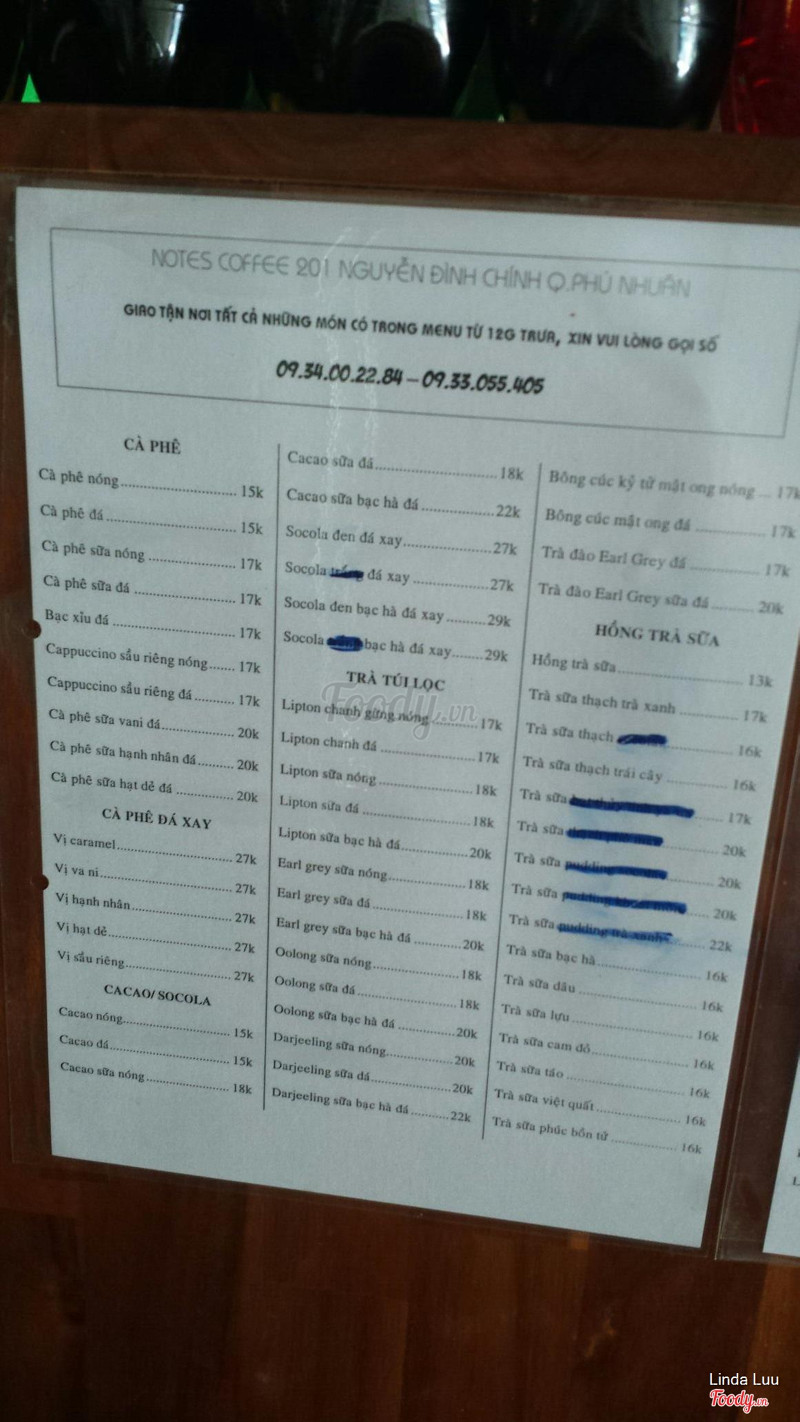 NOTES COFFEE 201 NGUYỄN ĐÌNH CHÍNH Q.PHÚ NHUẬN
GIAO TẬN NƠI TẤT CẢ NHỮNG MÓN CÓ TRONG MENU TỪ 12G TRƯA, XIN VUI LÒNG GỌI SỐ
09.34.00.22.84 – 09.33.055.405
CÀ PHÊ
Cà phê nóng 15k
Cà phê đá 15k
Cà phê sữa nóng 17k
Cà phê sữa đá 17k
Bạc xỉu đá 17k
Cappuccino sầu riêng nóng 17k
Cappuccino sầu riêng đá 17k
Cà phê sữa vani đá 20k
Cà phê sữa hạnh nhân đá 20k
Cà phê sữa hạt dẻ đá 20k
CÀ PHÊ ĐÁ XAY
Vị caramel 27k
Vị va ni 27k
Vị hạnh nhân 27k
Vị hạt dẻ 27k
Vị sầu riêng 27k
CACAO/ SOCOLA
Cacao nóng 15k
Cacao đá 15k
Cacao sữa nóng 18k
Cacao sữa đá 18k
Cacao sữa bạc hà đá 22k
Socola đen đá xay 27k
Socola trắng đá xay 27k
Socola đen bạc hà đá xay 29k
Socola bạc hà đá xay 29k
TRÀ TÚI LỌC
Lipton chanh gừng nóng 17k
Lipton chanh đá 17k
Lipton sữa nóng 18k
Lipton sữa đá 18k
Lipton sữa bạc hà đá 20k
Earl grey sữa nóng 18k
Earl grey sữa đá 18k
Earl grey sữa bạc hà đá 20k
Oolong sữa nóng 18k
Oolong sữa đá 18k
Oolong sữa bạc hà đá 20k
Darjeeling sữa nóng 20k
Darjeeling sữa đá 20k
Darjeeling sữa bạc hà đá 22k
Bông cúc kỷ tử mật ong nóng 17k
Bông cúc mật ong đá 17k
Trà đào Earl Grey đá 17k
Trà đào Earl Grey sữa đá 20k
HỒNG TRÀ SỮA
Hồng trà sữa 13k
Trà sữa thạch trà xanh 17k
Trà sữa thạch 16k
Trà sữa thạch trái cây 16k
Trà sữa 17k
Trà sữa 20k
Trà sữa pudding 20k
Trà sữa pudding 20k
Trà sữa pudding trà xanh 22k
Trà sữa bạc hà 16k
Trà sữa dâu 16k
Trà sữa lựu 16k
Trà sữa cam đỏ 16k
Trà sữa táo 16k
Trà sữa việt quất 16k
Trà sữa phúc bồn tử 16k
Foody.vn
Linda Luu
Foody.vn